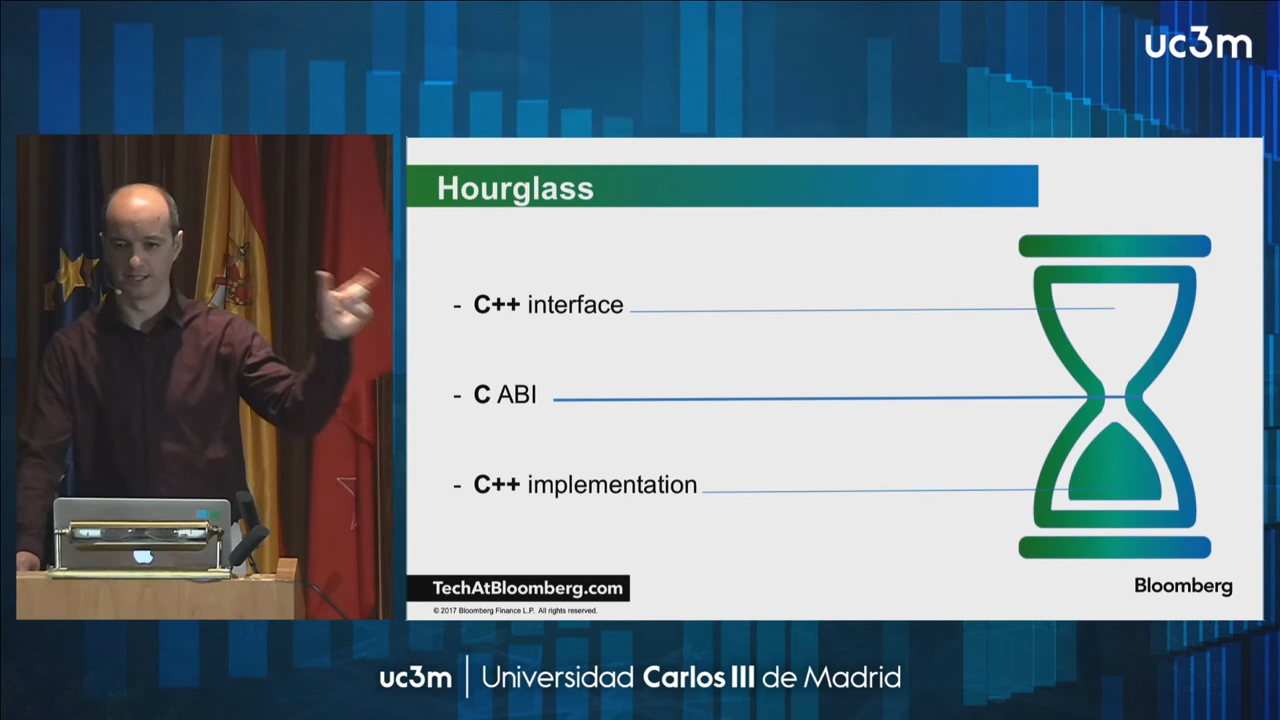 uc3m
Hourglass
- C++ interface
- C ABI
- C++ implementation
TechAtBloomberg.com
Bloomberg
© 2017 Bloomberg Finance L.P. All rights reserved.
uc3m | Universidad Carlos III de Madrid